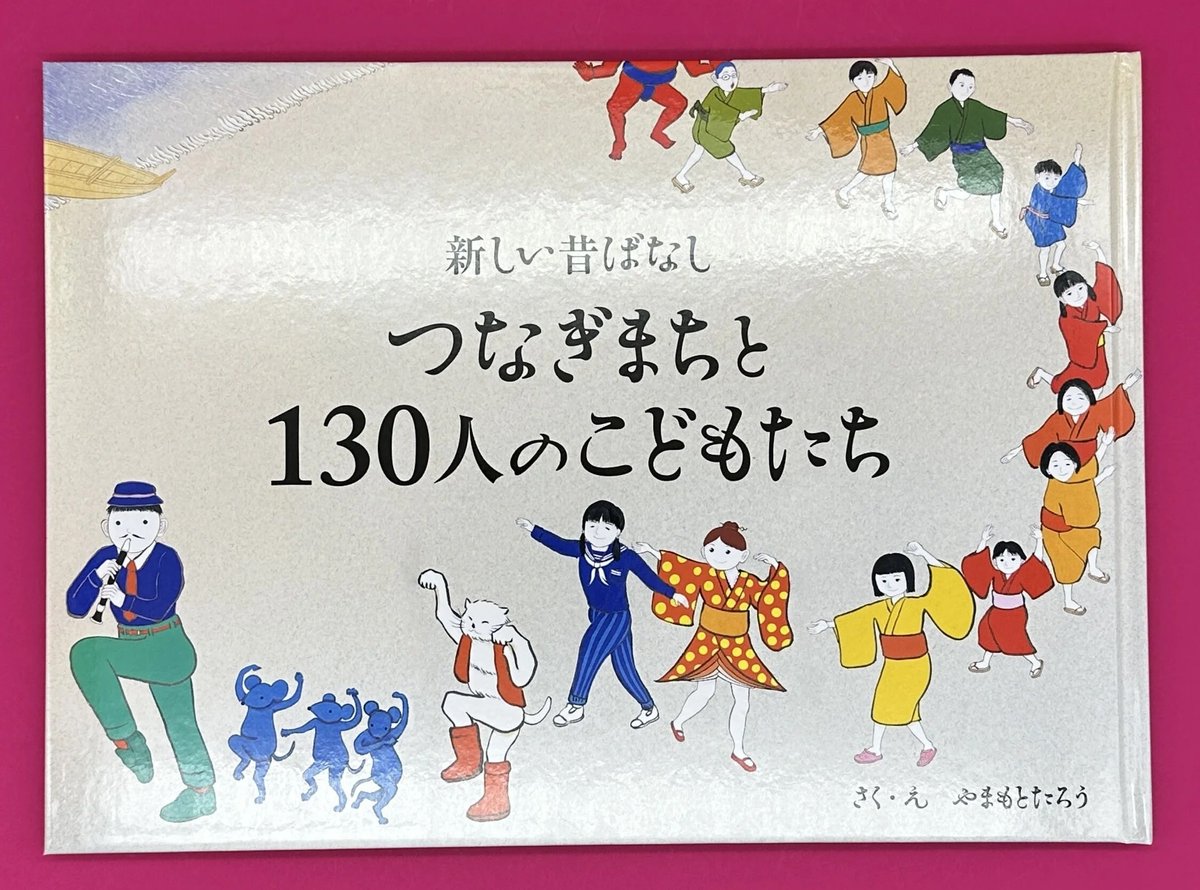 新しい昔ばなし
つなぎまちと
130人のこどもたち
さく・え　やまもとたろう